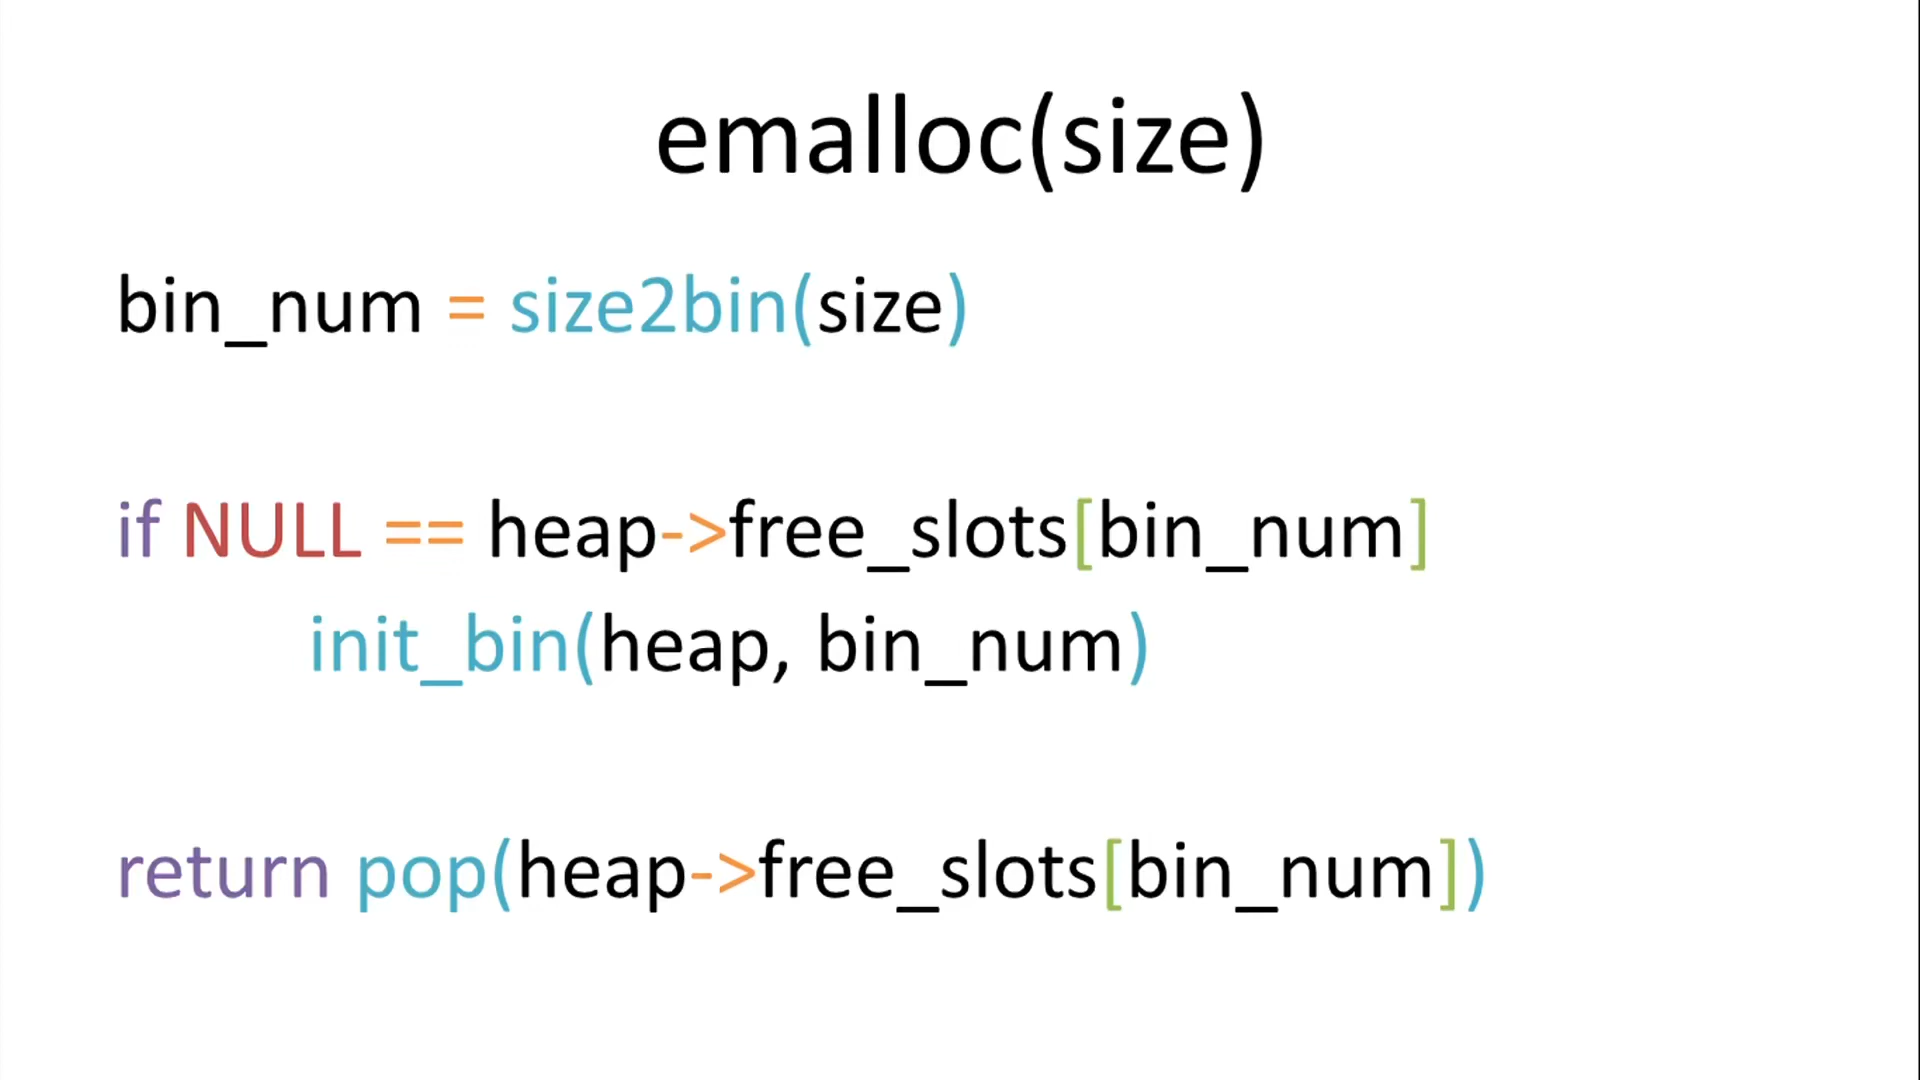 emalloc(size)
bin_num = size2bin(size)
if NULL == heap->free_slots[bin_num]
init_bin(heap, bin_num)
return pop(heap->free_slots[bin_num])